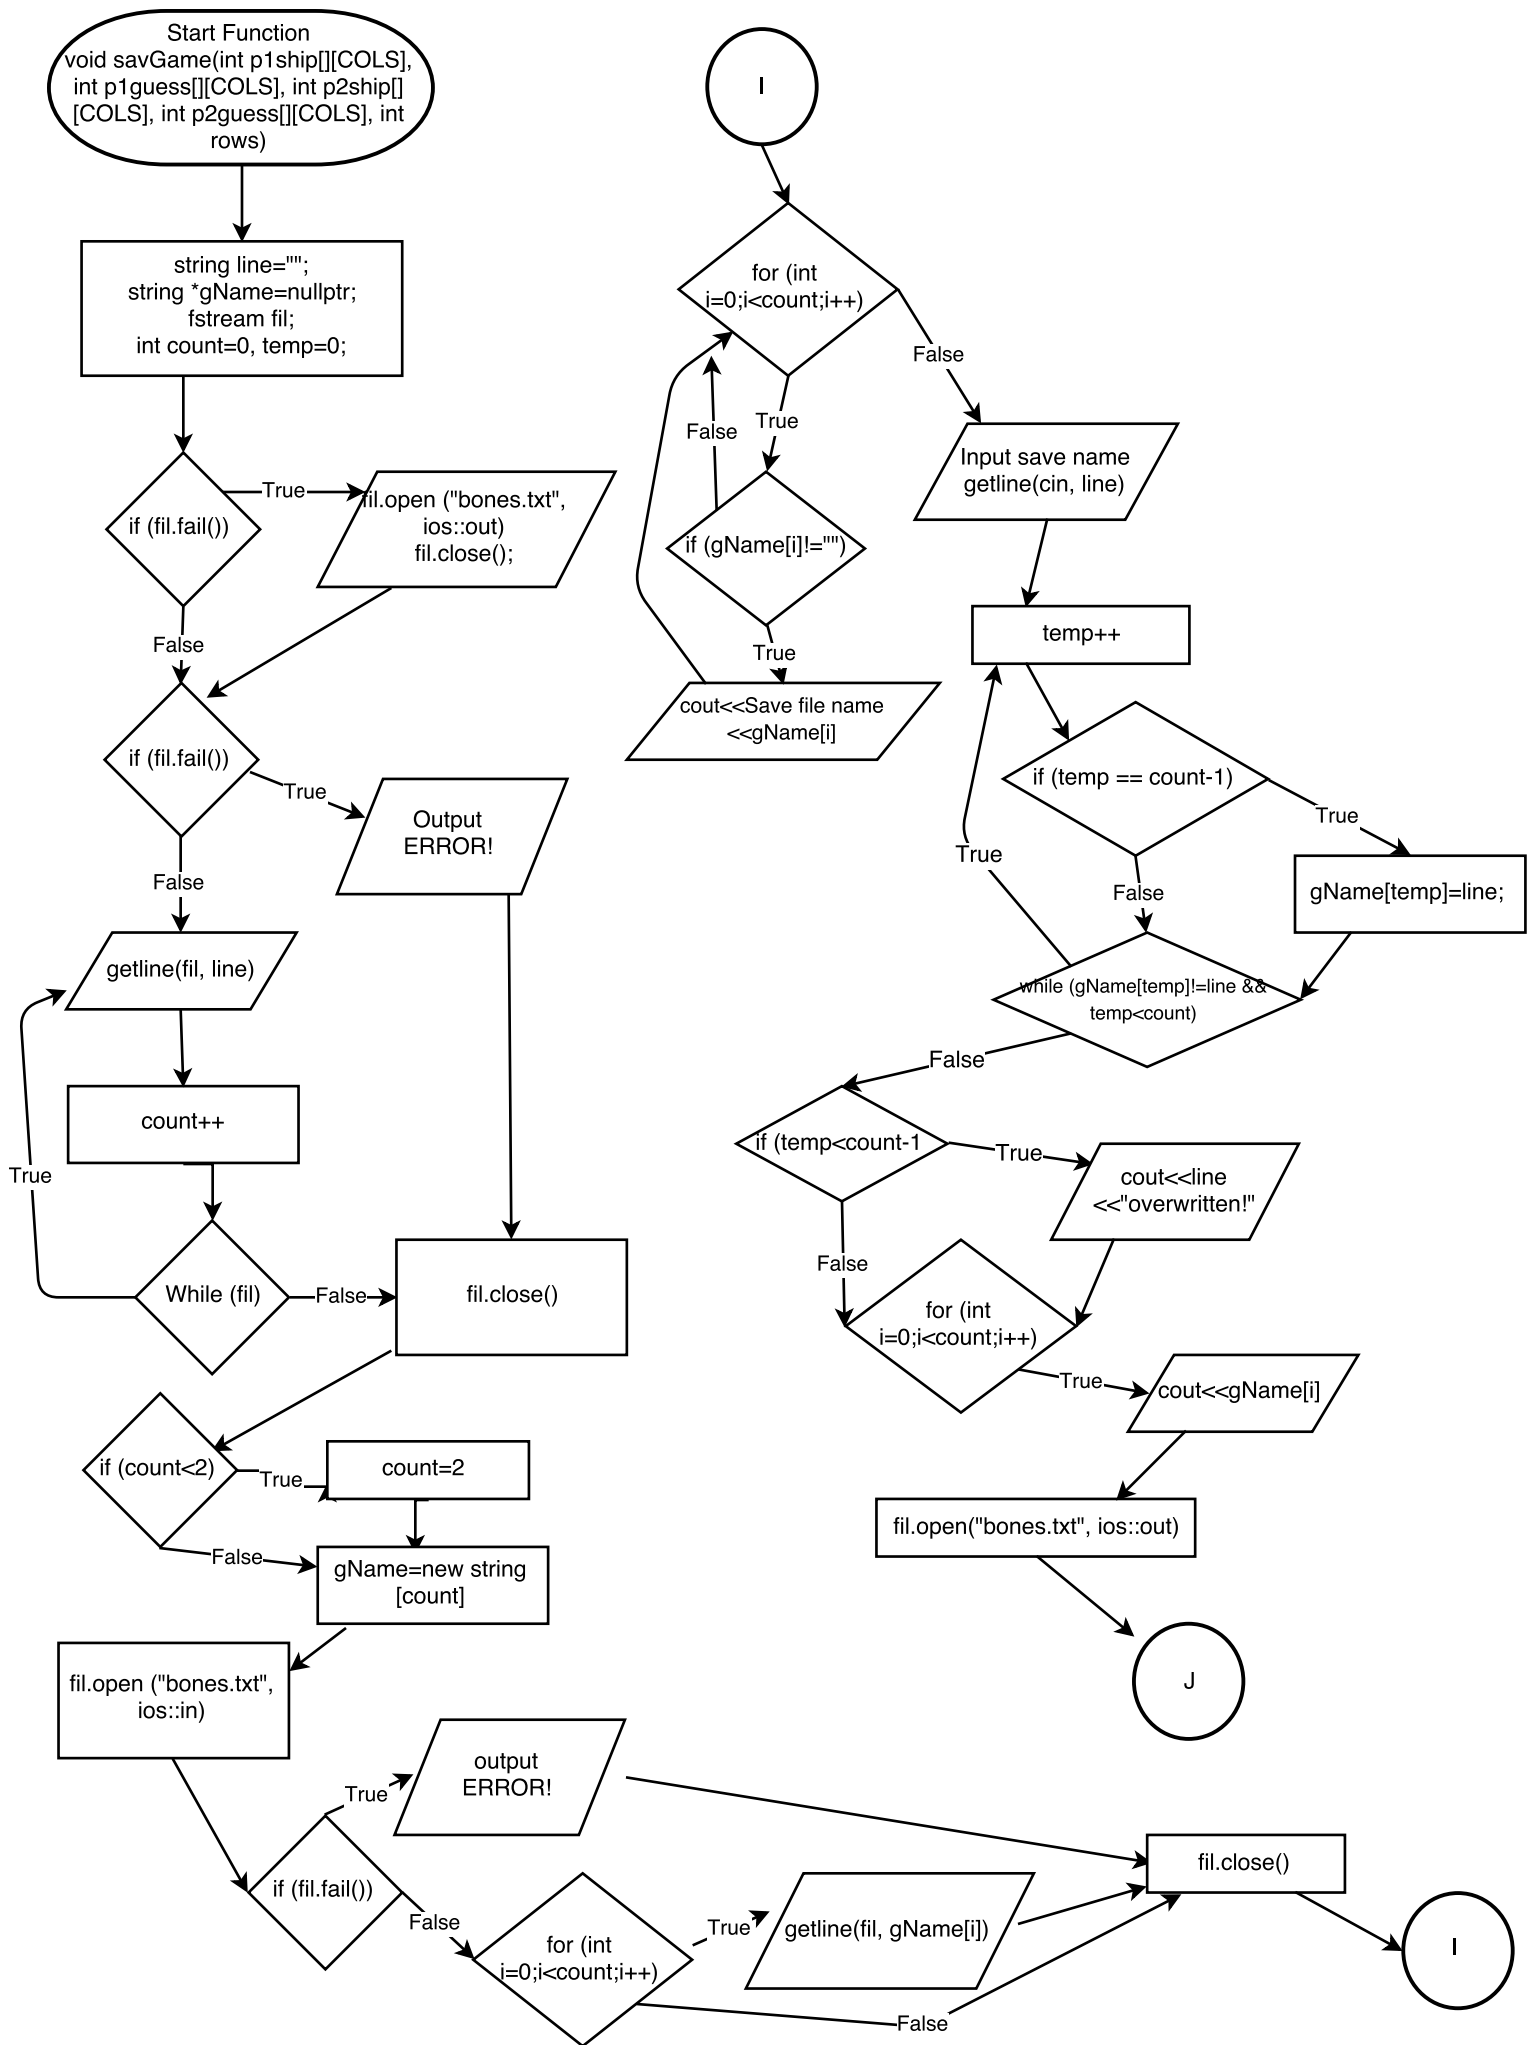 Start Function
void savGame(int p1ship[][COLS],
int p1guess[][COLS], int p2ship[]
[COLS], int p2guess[][COLS], int
rows)
string line="";
string *gName=nullptr;
fstream fil;
int count=0, temp=0;
if (fil.fail())
True
fil.open ("bones.txt",
ios::out)
fil.close();
False
if (fil.fail())
True
Output
ERROR!
False
getline(fil, line)
count++
True
While (fil)
False
fil.close()
if (count<2)
True
count=2
False
gName=new string
[count]
fil.open ("bones.txt",
ios::in)
if (fil.fail())
True
output
ERROR!
False
for (int
i=0;i<count;i++)
True
getline(fil, gName[i])
False
fil.close()
I
I
for (int
i=0;i<count;i++)
False
True
False
if (gName[i]!="")
True
cout<<Save file name
<<gName[i]
Input save name
getline(cin, line)
temp++
if (temp == count-1)
True
gName[temp]=line;
False
True
while (gName[temp]!=line &&
temp<count)
False
if (temp<count-1
True
cout<<line
<<"overwritten!"
False
for (int
i=0;i<count;i++)
True
cout<<gName[i]
fil.open("bones.txt", ios::out)
J